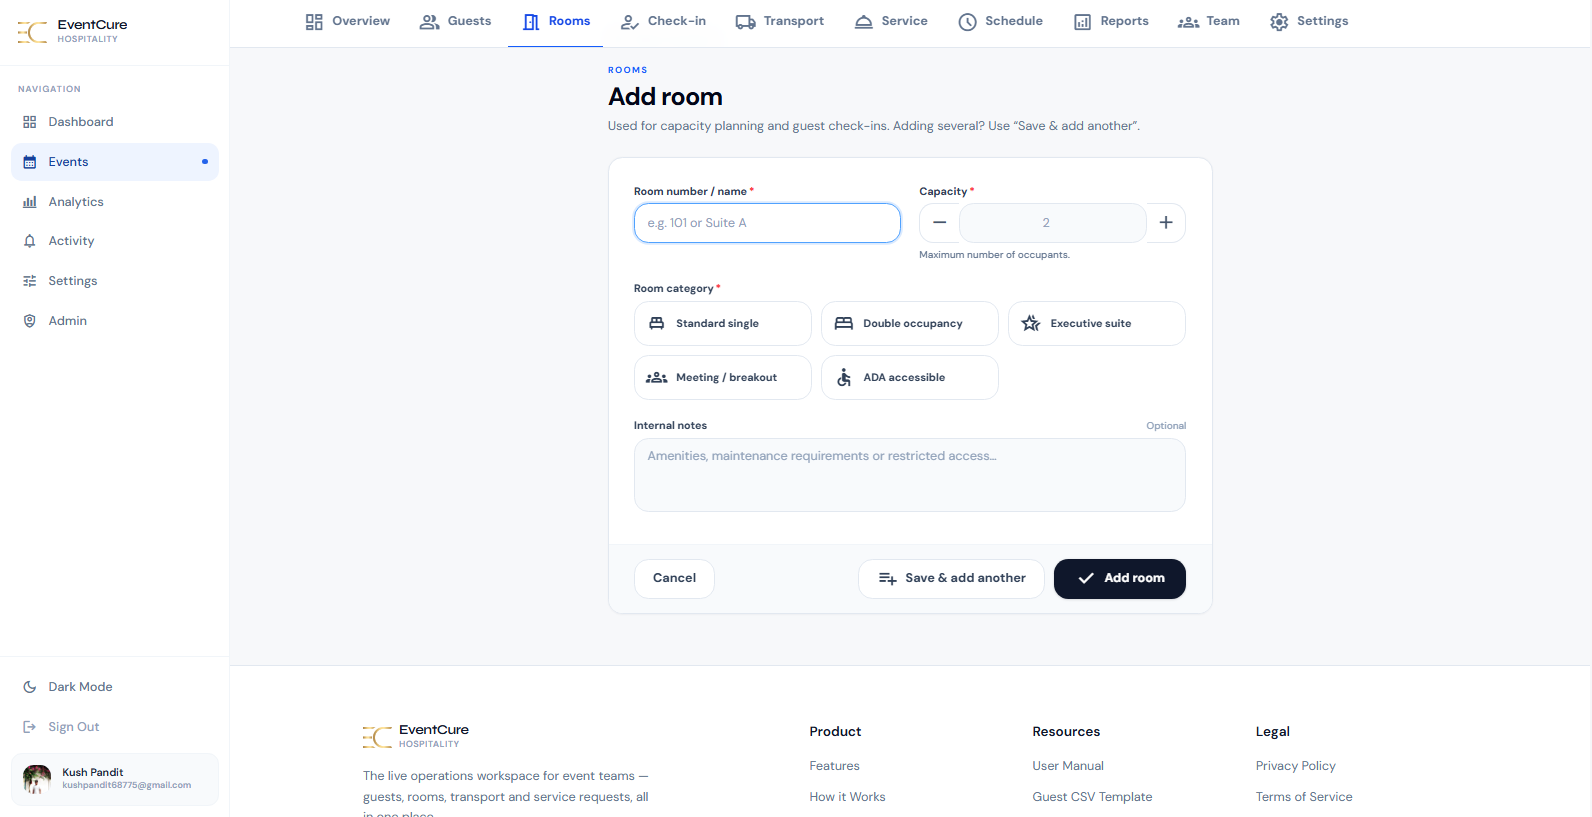 EventCure
HOSPITALITY
NAVIGATION
Dashboard
Events
Analytics
Activity
Settings
Admin
Dark Mode
Sign Out
Kush Pandit
kushpandit68775@gmail.com
Overview
Guests
Rooms
Check-in
Transport
Service
Schedule
Reports
Team
Settings
ROOMS
Add room
Used for capacity planning and guest check-ins. Adding several? Use “Save & add another”.
Room number / name *
e.g. 101 or Suite A
Capacity *
2
Maximum number of occupants.
Room category *
Standard single
Double occupancy
Executive suite
Meeting / breakout
ADA accessible
Internal notes
Optional
Amenities, maintenance requirements or restricted access…
Cancel
Save & add another
Add room
EventCure
HOSPITALITY
The live operations workspace for event teams —
guests, rooms, transport and service requests, all
in one place
Product
Features
How it Works
Resources
User Manual
Guest CSV Template
Legal
Privacy Policy
Terms of Service